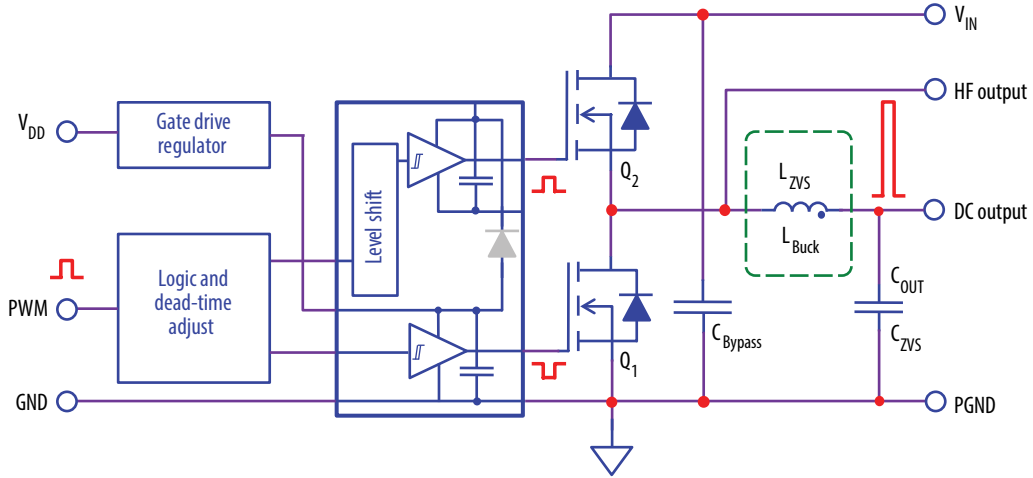 V_IN
HF output
V_DD
Gate drive
regulator
Level shift
Q_2
L_ZVS
L_Buck
DC output
PWM
Logic and
dead-time
adjust
C_OUT
C_Bypass
C_ZVS
Q_1
GND
PGND